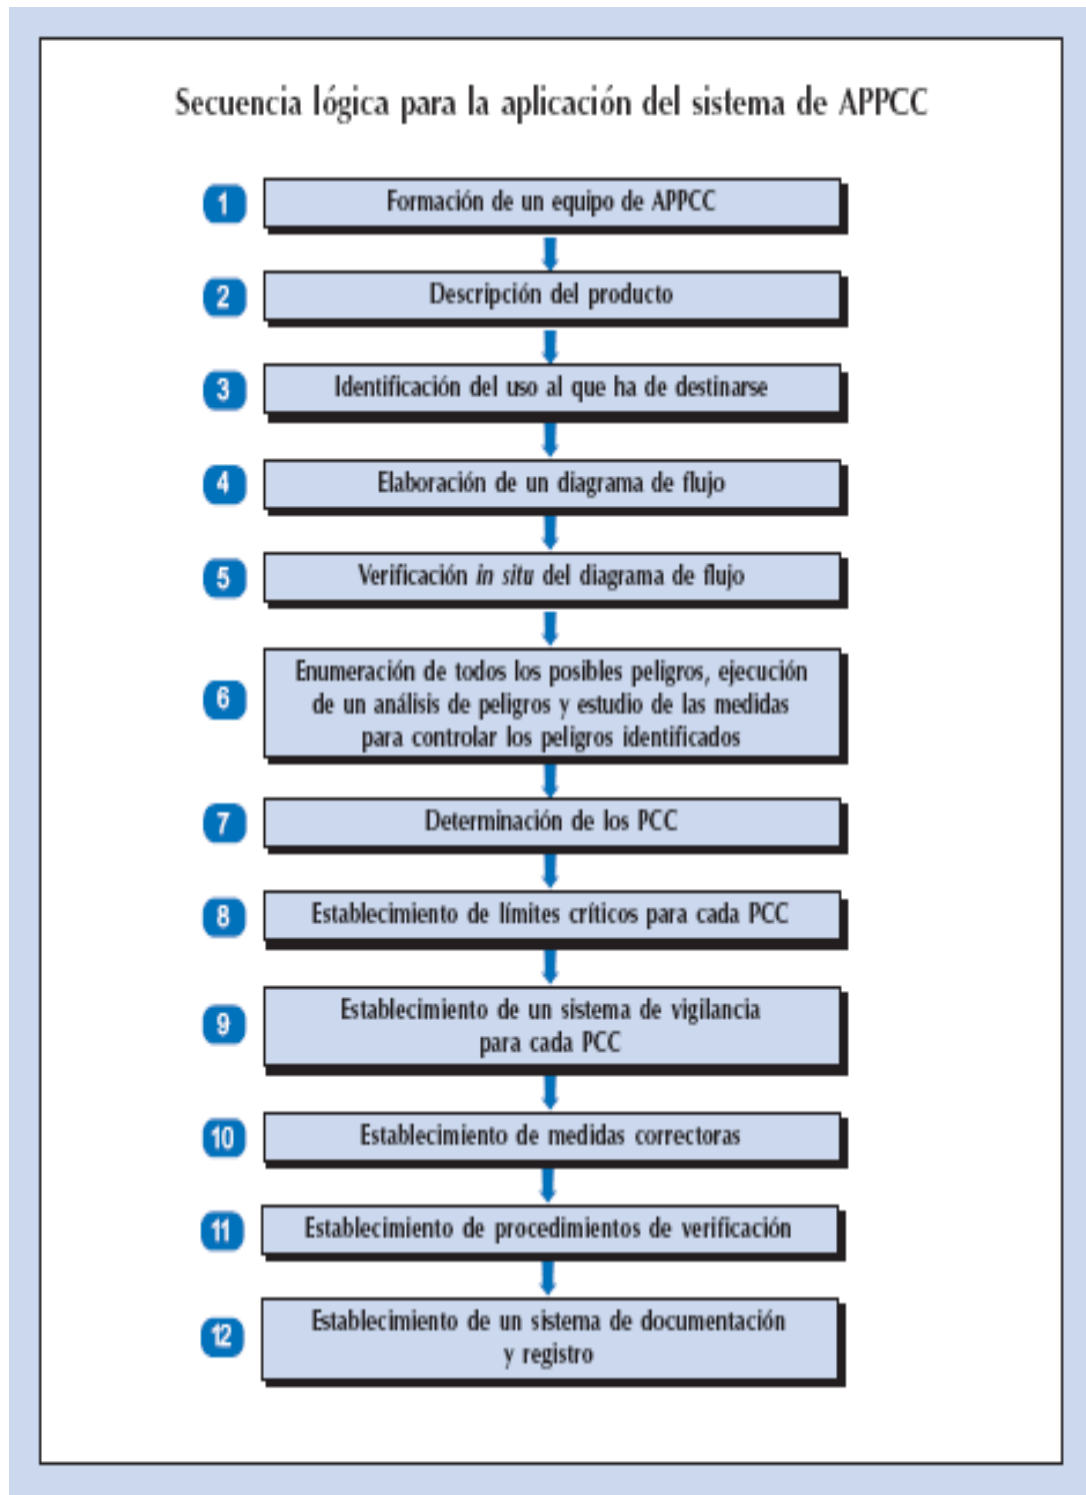 Secuencia lógica para la aplicación del sistema de APPCC
1 Formación de un equipo de APPCC
2 Descripción del producto
3 Identificación del uso al que ha de destinarse
4 Elaboración de un diagrama de flujo
5 Verificación in situ del diagrama de flujo
6 Enumeración de todos los posibles peligros, ejecución
de un análisis de peligros y estudio de las medidas
para controlar los peligros identificados
7 Determinación de los PCC
8 Establecimiento de límites críticos para cada PCC
9 Establecimiento de un sistema de vigilancia
para cada PCC
10 Establecimiento de medidas correctoras
11 Establecimiento de procedimientos de verificación
12 Establecimiento de un sistema de documentación
y registro